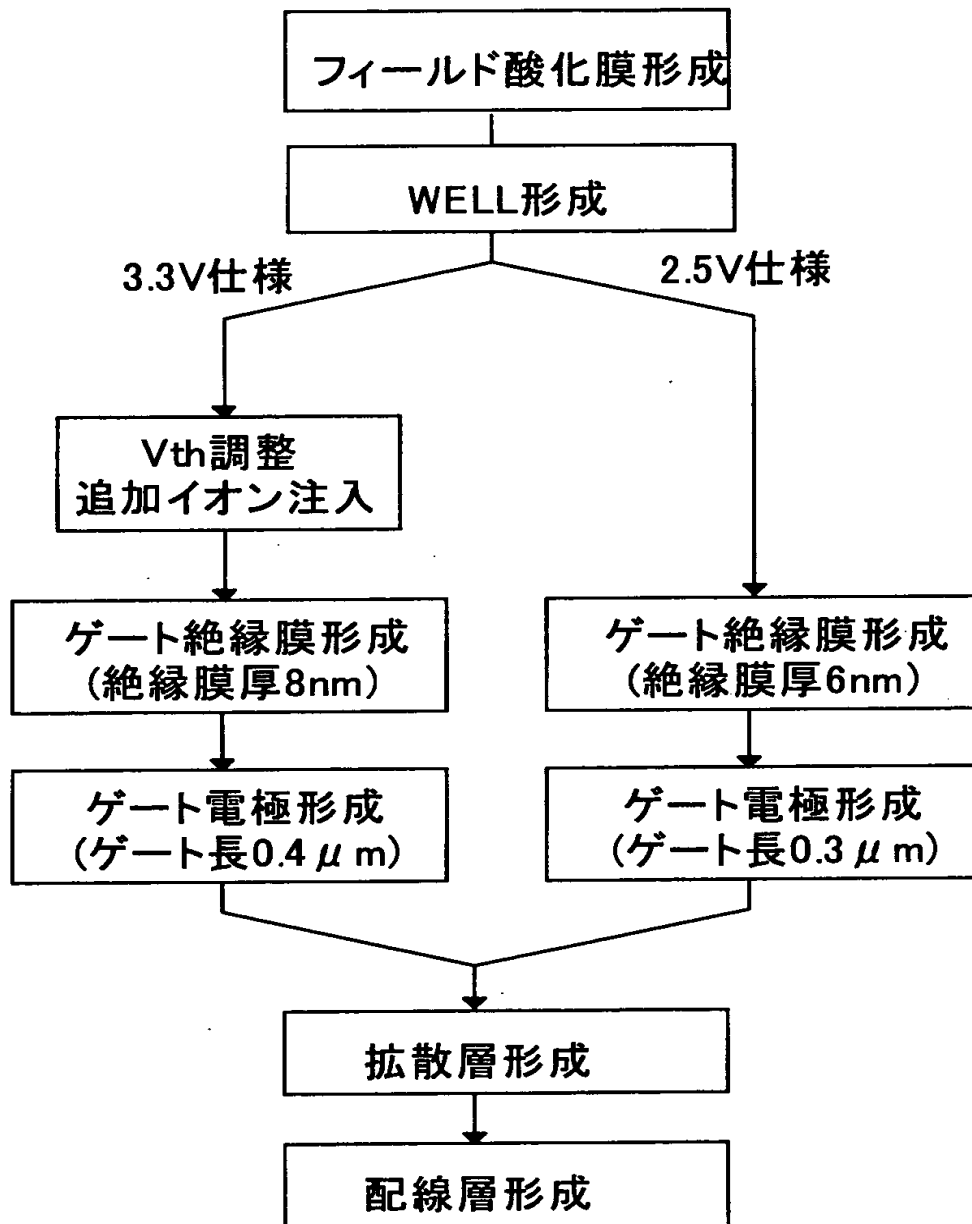 フィールド酸化膜形成
WELL形成
3.3V仕様
2.5V仕様
Vth調整
追加イオン注入
ゲート絶縁膜形成
(絶縁膜厚8nm)
ゲート絶縁膜形成
(絶縁膜厚6nm)
ゲート電極形成
(ゲート長0.4μm)
ゲート電極形成
(ゲート長0.3μm)
拡散層形成
配線層形成